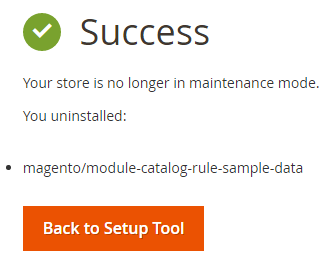 Success
Your store is no longer in maintenance mode.
You uninstalled:
magento/module-catalog-rule-sample-data
Back to Setup Tool